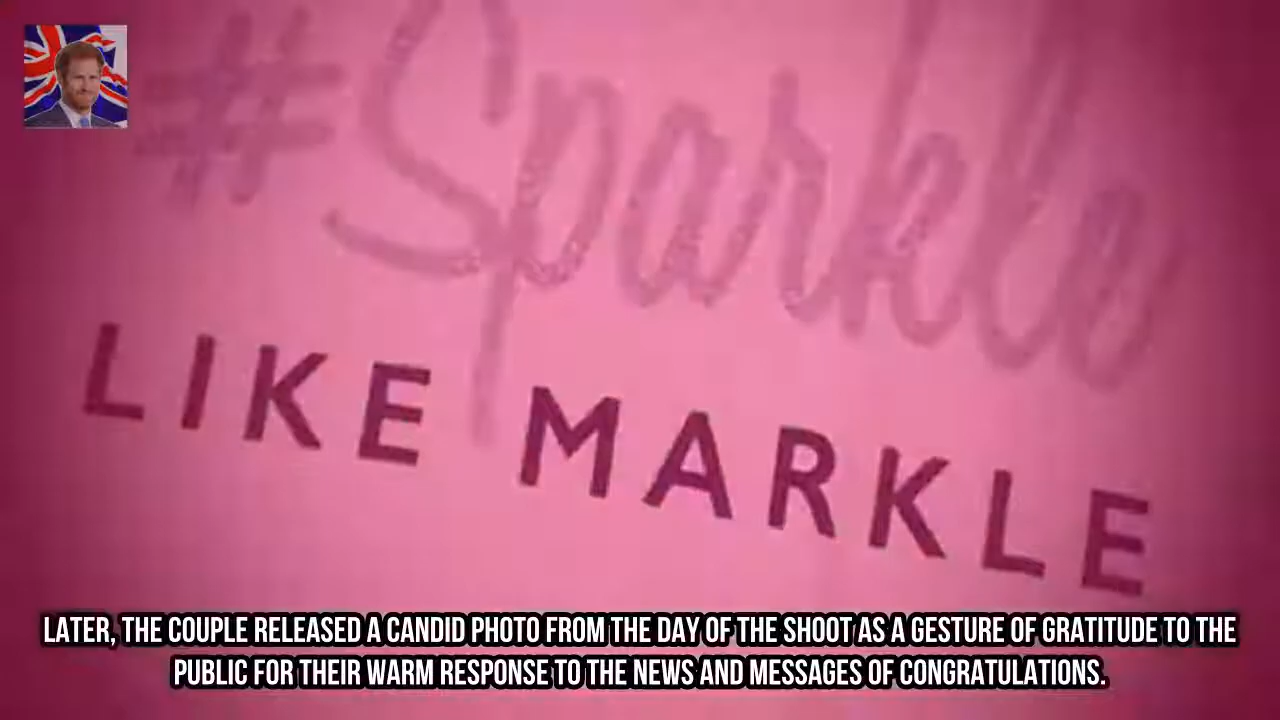 #Sparkle
LIKE MARKLE
LATER, THE COUPLE RELEASED A CANDID PHOTO FROM THE DAY OF THE SHOOT AS A GESTURE OF GRATITUDE TO THE
PUBLIC FOR THEIR WARM RESPONSE TO THE NEWS AND MESSAGES OF CONGRATULATIONS.